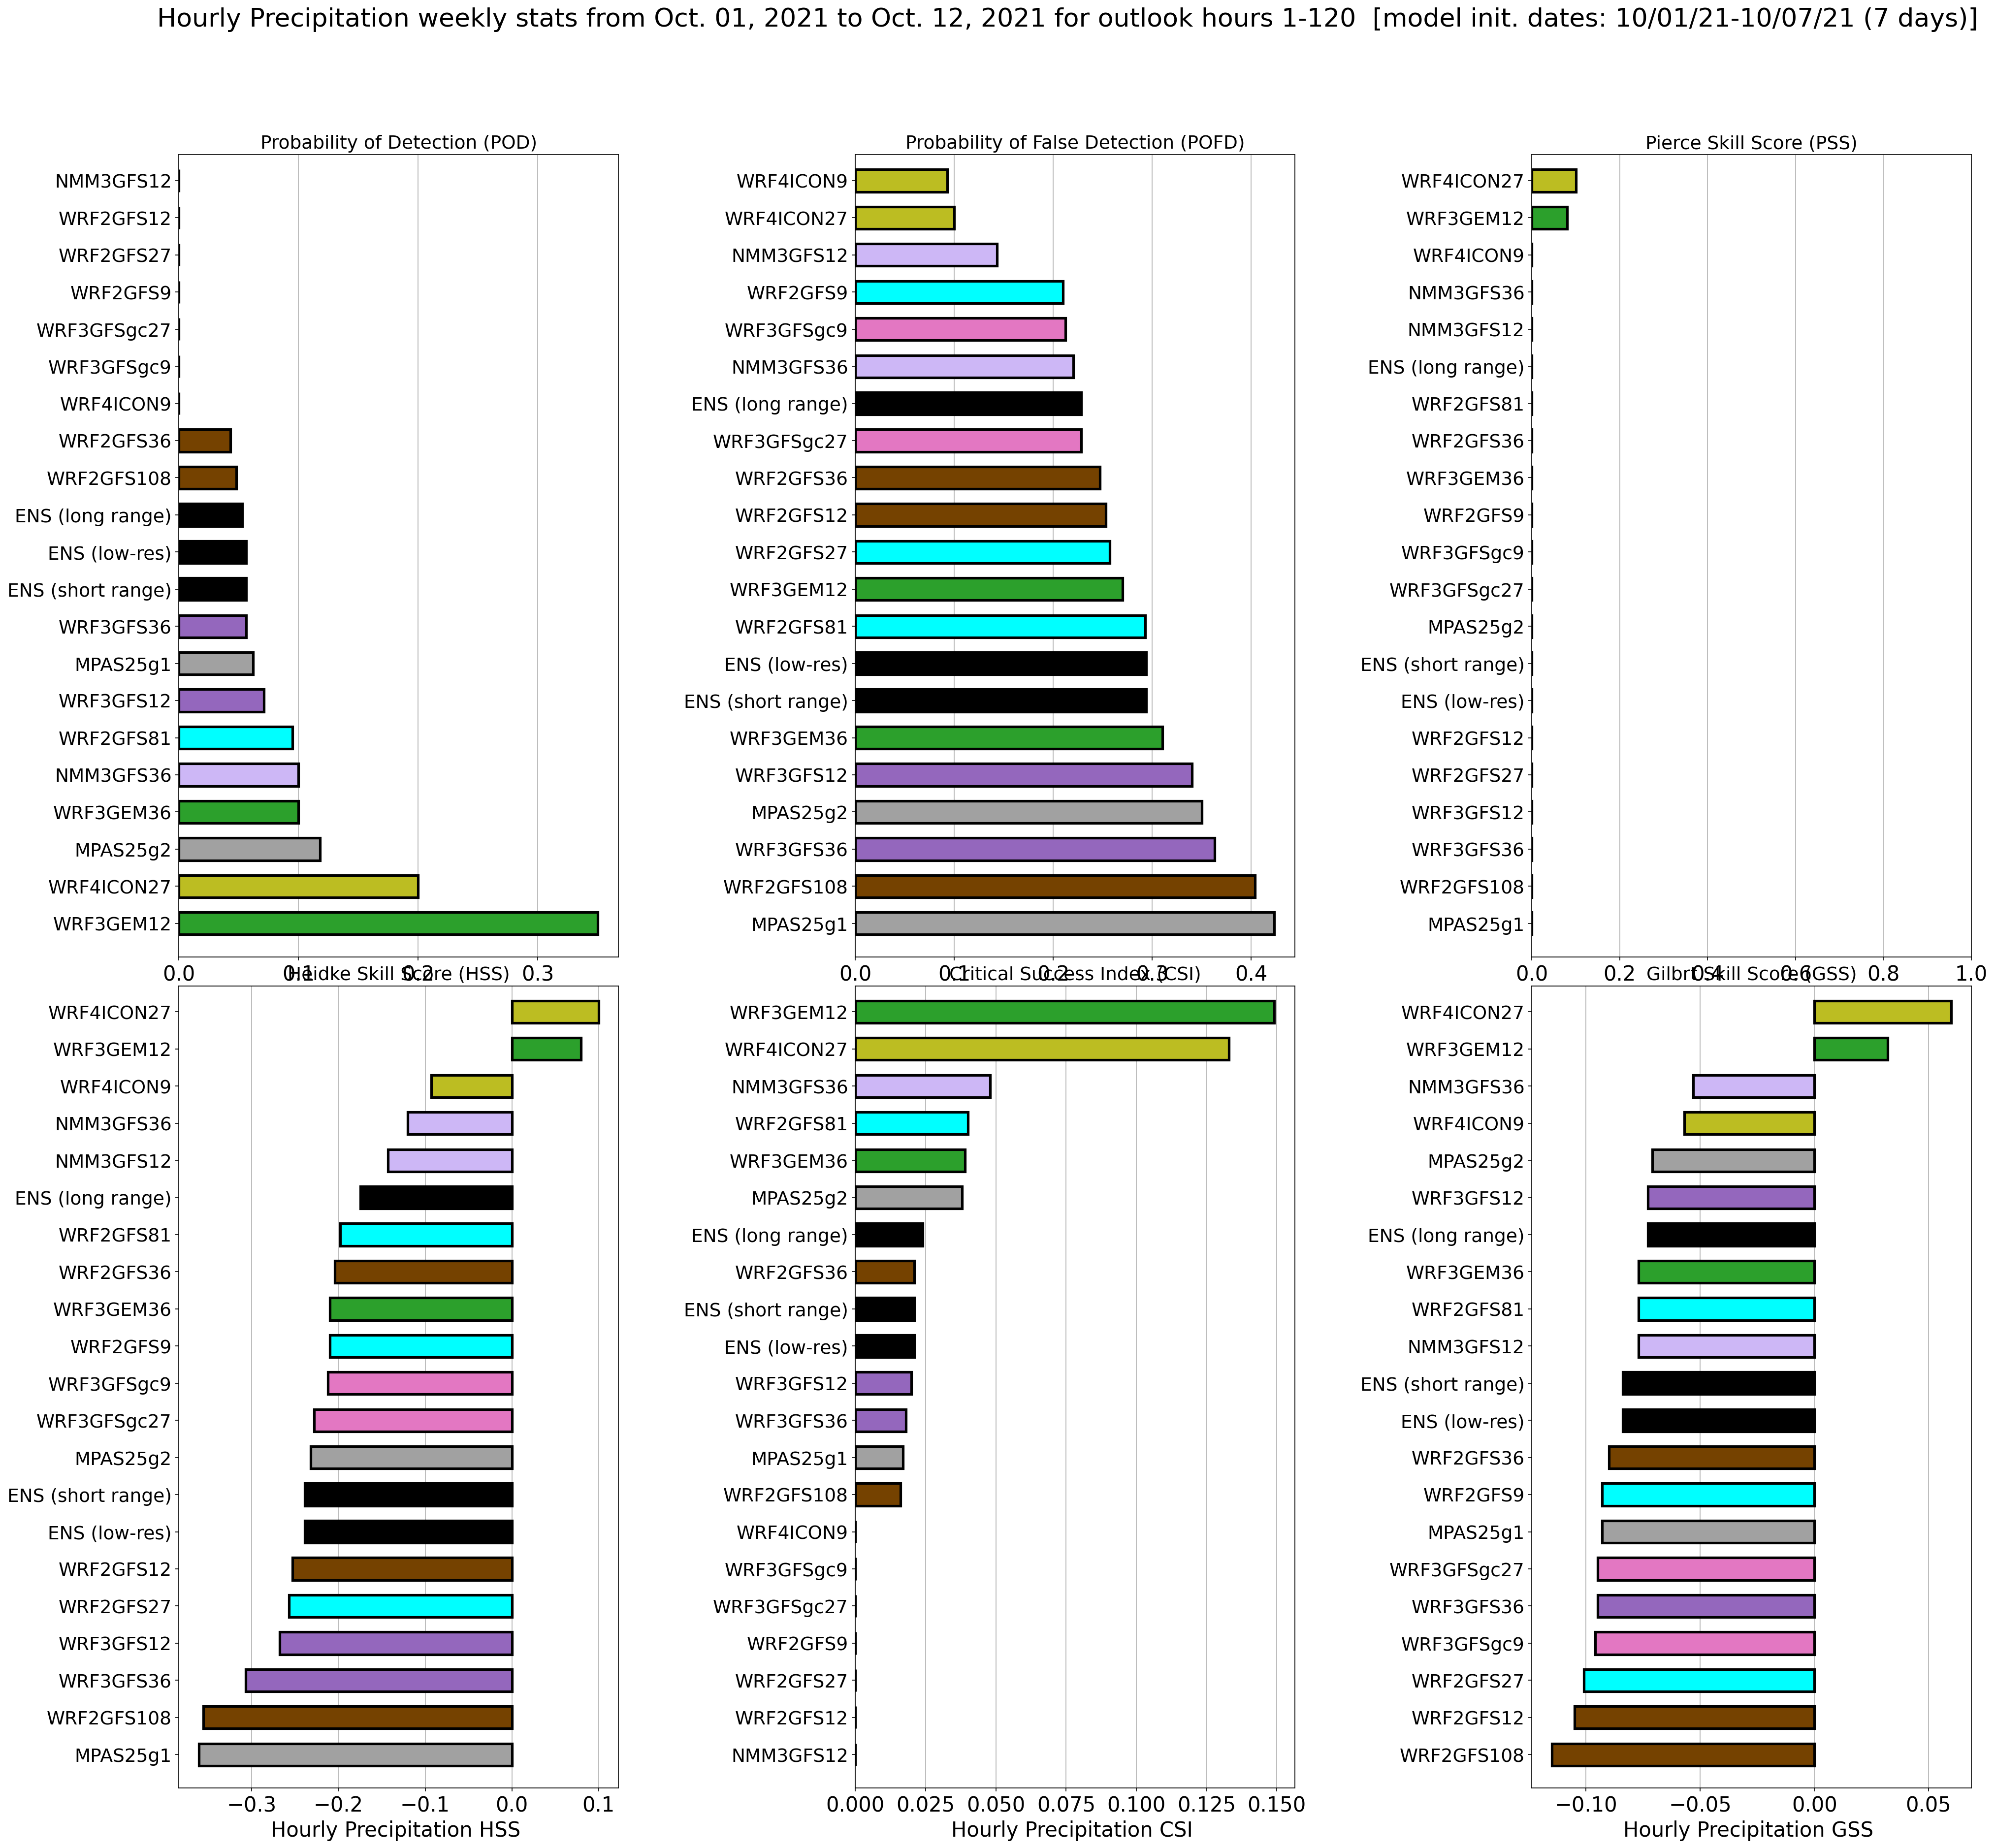 Hourly Precipitation weekly stats from Oct. 01, 2021 to Oct. 12, 2021 for outlook hours 1-120  [model init. dates: 10/01/21-10/07/21 (7 days)]
Probability of Detection (POD)
NMM3GFS12
WRF2GFS12
WRF2GFS27
WRF2GFS9
WRF3GFSgc27
WRF3GFSgc9
WRF4ICON9
WRF2GFS36
WRF2GFS108
ENS (long range)
ENS (low-res)
ENS (short range)
WRF3GFS36
MPAS25g1
WRF3GFS12
WRF2GFS81
NMM3GFS36
WRF3GEM36
MPAS25g2
WRF4ICON27
WRF3GEM12
0.0 0.1 0.2 0.3
Probability of False Detection (POFD)
WRF4ICON9
WRF4ICON27
NMM3GFS12
WRF2GFS9
WRF3GFSgc9
NMM3GFS36
ENS (long range)
WRF3GFSgc27
WRF2GFS36
WRF2GFS12
WRF2GFS27
WRF3GEM12
WRF2GFS81
ENS (low-res)
ENS (short range)
WRF3GEM36
WRF3GFS12
MPAS25g2
WRF3GFS36
WRF2GFS108
MPAS25g1
0.0 0.1 0.2 0.3 0.4
Pierce Skill Score (PSS)
WRF4ICON27
WRF3GEM12
WRF4ICON9
NMM3GFS36
NMM3GFS12
ENS (long range)
WRF2GFS81
WRF2GFS36
WRF3GEM36
WRF2GFS9
WRF3GFSgc9
WRF3GFSgc27
MPAS25g2
ENS (short range)
ENS (low-res)
WRF2GFS12
WRF2GFS27
WRF3GFS12
WRF3GFS36
WRF2GFS108
MPAS25g1
0.0 0.2 0.4 0.6 0.8 1.0
Heidke Skill Score (HSS)
WRF4ICON27
WRF3GEM12
WRF4ICON9
NMM3GFS36
NMM3GFS12
ENS (long range)
WRF2GFS81
WRF2GFS36
WRF3GEM36
WRF2GFS9
WRF3GFSgc9
WRF3GFSgc27
MPAS25g2
ENS (short range)
ENS (low-res)
WRF2GFS12
WRF2GFS27
WRF3GFS12
WRF3GFS36
WRF2GFS108
MPAS25g1
−0.3 −0.2 −0.1 0.0 0.1
Hourly Precipitation HSS
Critical Success Index (CSI)
WRF3GEM12
WRF4ICON27
NMM3GFS36
WRF2GFS81
WRF3GEM36
MPAS25g2
ENS (long range)
WRF2GFS36
ENS (short range)
ENS (low-res)
WRF3GFS12
WRF3GFS36
MPAS25g1
WRF2GFS108
WRF4ICON9
WRF3GFSgc9
WRF3GFSgc27
WRF2GFS9
WRF2GFS27
WRF2GFS12
NMM3GFS12
0.000 0.025 0.050 0.075 0.100 0.125 0.150
Hourly Precipitation CSI
Gilbrt Skill Score (GSS)
WRF4ICON27
WRF3GEM12
NMM3GFS36
WRF4ICON9
MPAS25g2
WRF3GFS12
ENS (long range)
WRF3GEM36
WRF2GFS81
NMM3GFS12
ENS (short range)
ENS (low-res)
WRF2GFS36
WRF2GFS9
MPAS25g1
WRF3GFSgc27
WRF3GFS36
WRF3GFSgc9
WRF2GFS27
WRF2GFS12
WRF2GFS108
−0.10 −0.05 0.00 0.05
Hourly Precipitation GSS